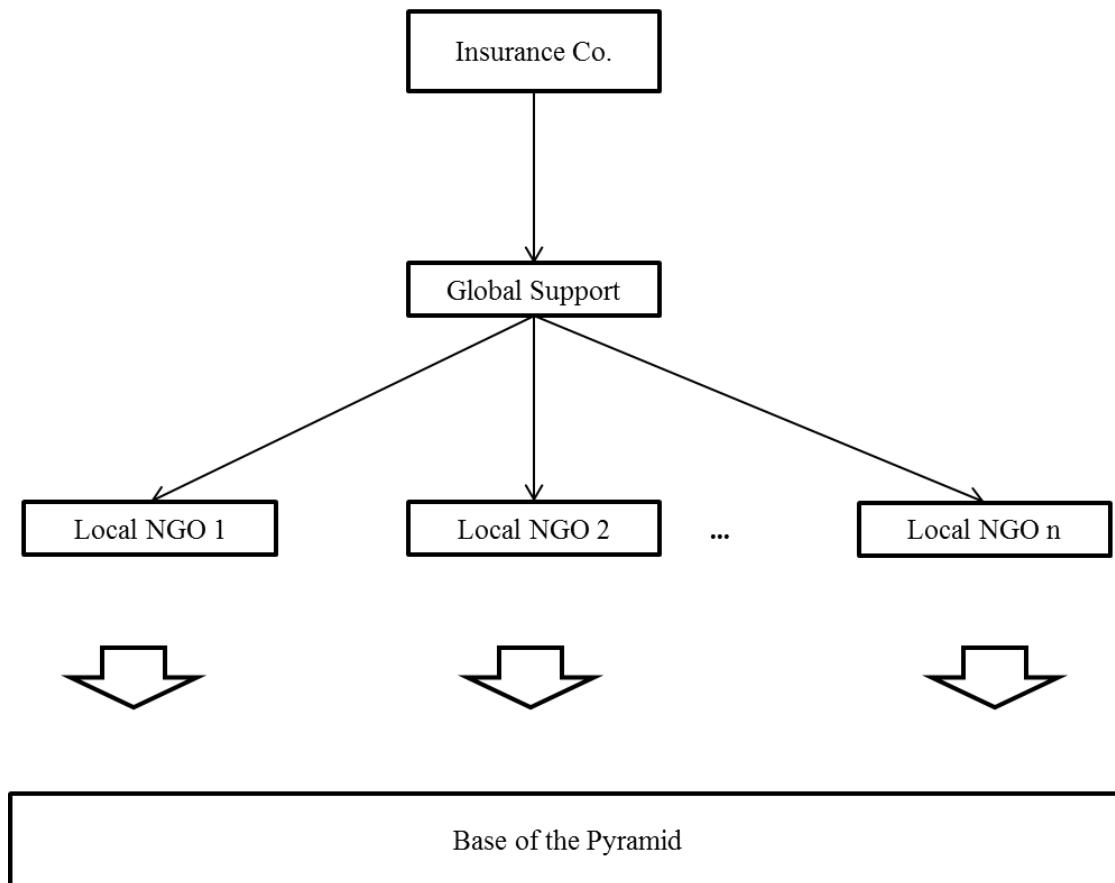 Insurance Co.
Global Support
Local NGO 1
Local NGO 2
...
Local NGO n
Base of the Pyramid